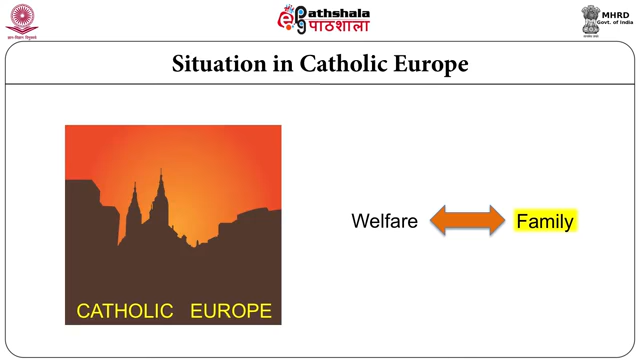 Pathshala
पाठशाला
MHRD
Govt. of India
Situation in Catholic Europe
CATHOLIC EUROPE
Welfare
Family